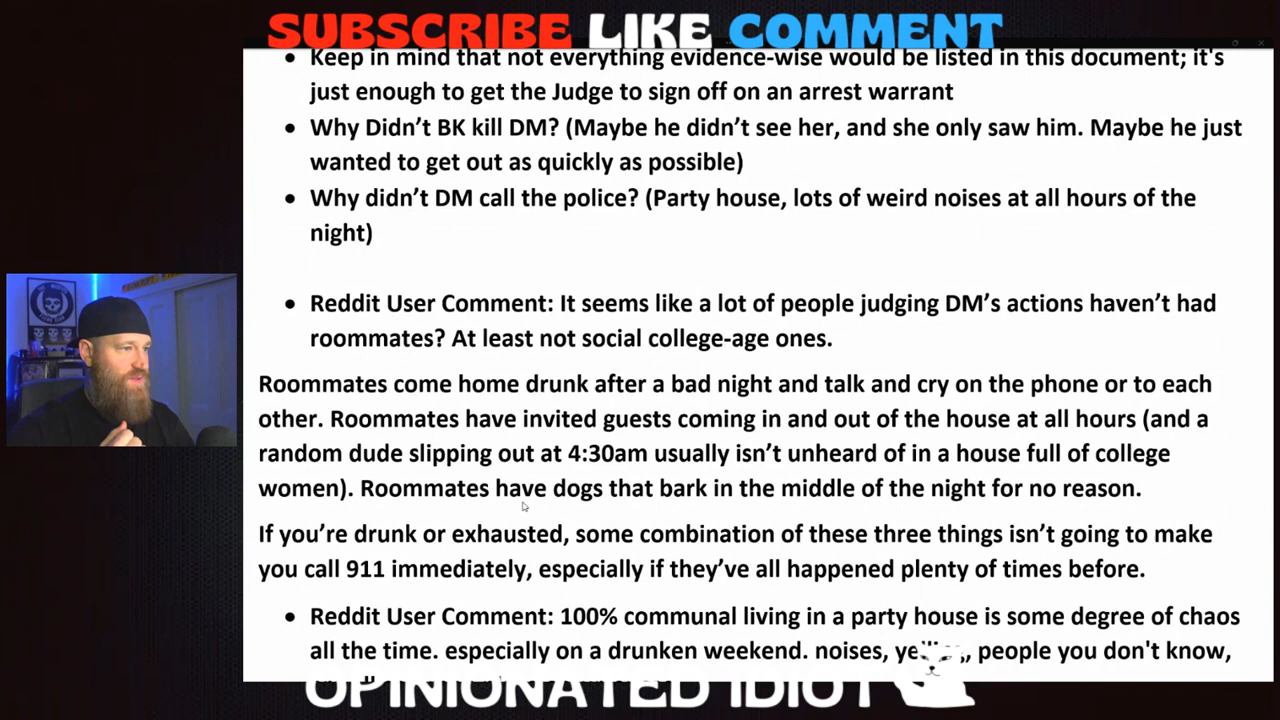 SUBSCRIBE LIKE COMMENT
• Keep in mind that not everything evidence-wise would be listed in this document; it's
just enough to get the Judge to sign off on an arrest warrant
• Why Didn’t BK kill DM? (Maybe he didn’t see her, and she only saw him. Maybe he just
wanted to get out as quickly as possible)
• Why didn’t DM call the police? (Party house, lots of weird noises at all hours of the
night)
• Reddit User Comment: It seems like a lot of people judging DM’s actions haven’t had
roommates? At least not social college-age ones.
Roommates come home drunk after a bad night and talk and cry on the phone or to each
other. Roommates have invited guests coming in and out of the house at all hours (and a
random dude slipping out at 4:30am usually isn’t unheard of in a house full of college
women). Roommates have dogs that bark in the middle of the night for no reason.
If you’re drunk or exhausted, some combination of these three things isn’t going to make
you call 911 immediately, especially if they’ve all happened plenty of times before.
• Reddit User Comment: 100% communal living in a party house is some degree of chaos
all the time. especially on a drunken weekend. noises, people you don't know,
OPINIONATED IDIOT